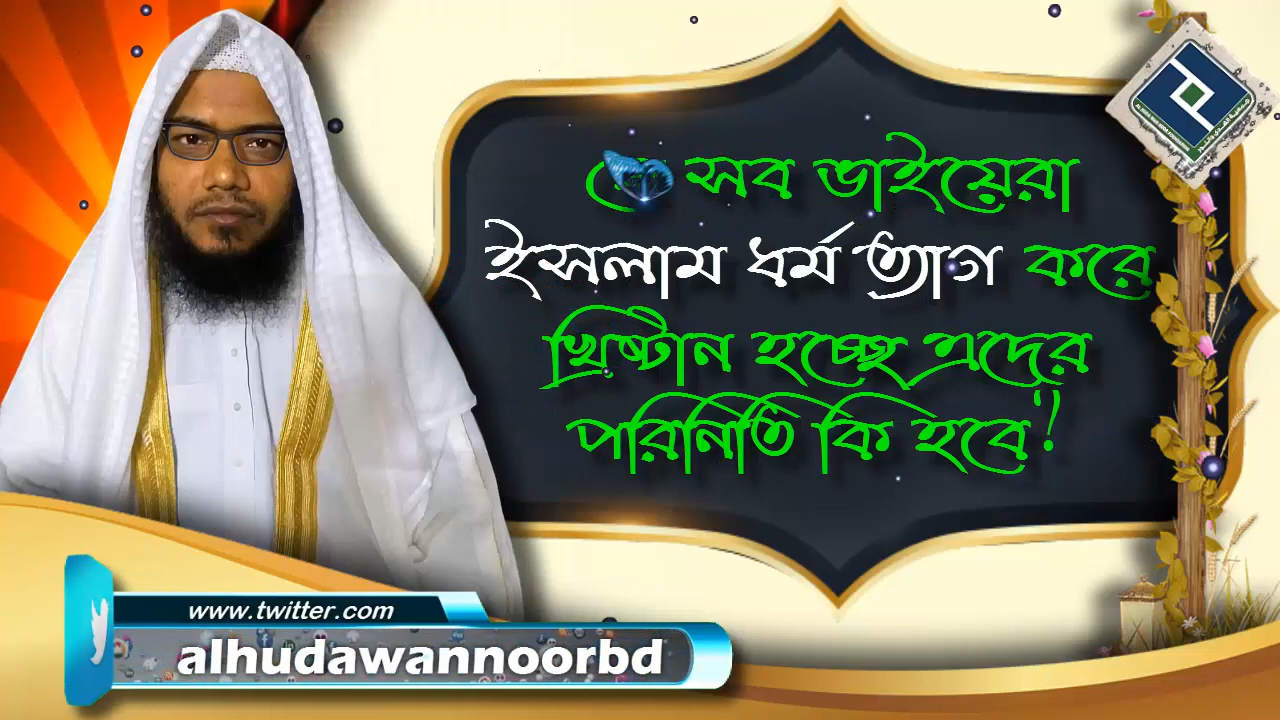 যে সব ভাইয়েরা
ইসলাম ধর্ম ত্যাগ করে
খ্রিষ্টান হচ্ছে এদের
পরিনিতি কি হবে?!
www.twitter.com
alhudawannoorbd